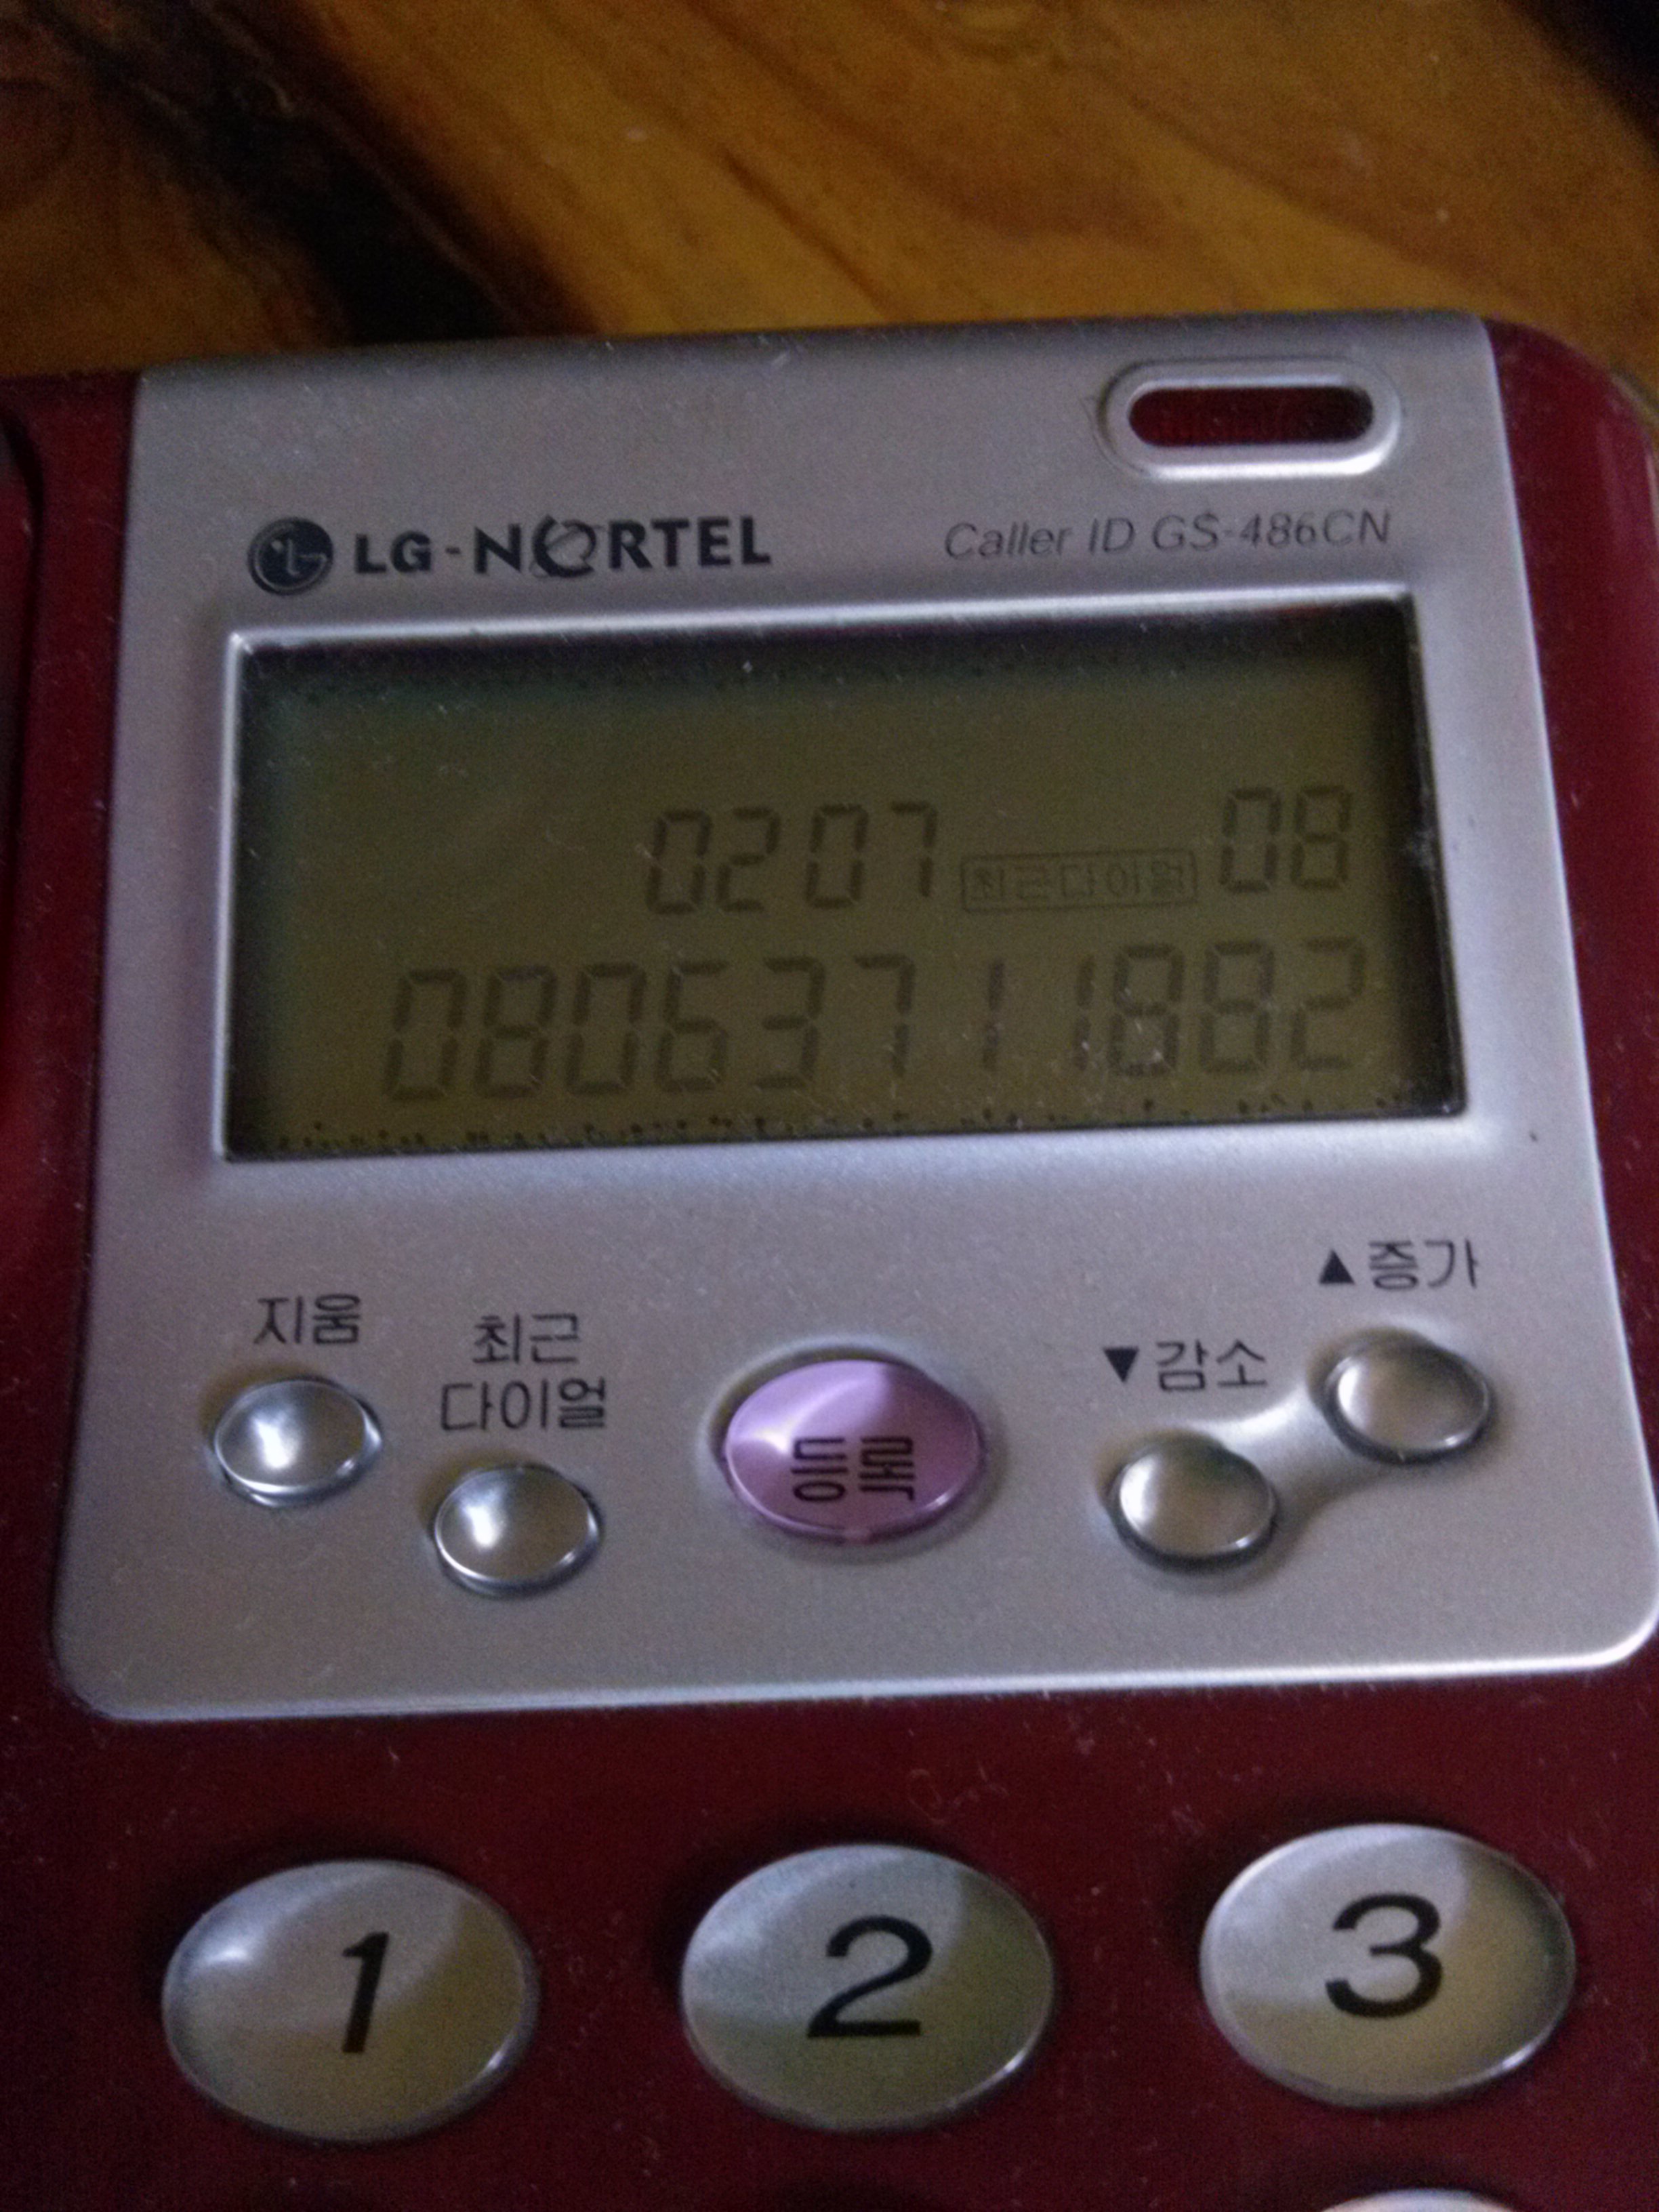 LG-NORTEL
Caller ID GS-486CN
0207 최근다이얼 08
08063711882
지움
최근
다이얼
등록
▼감소
▲증가
1 2 3